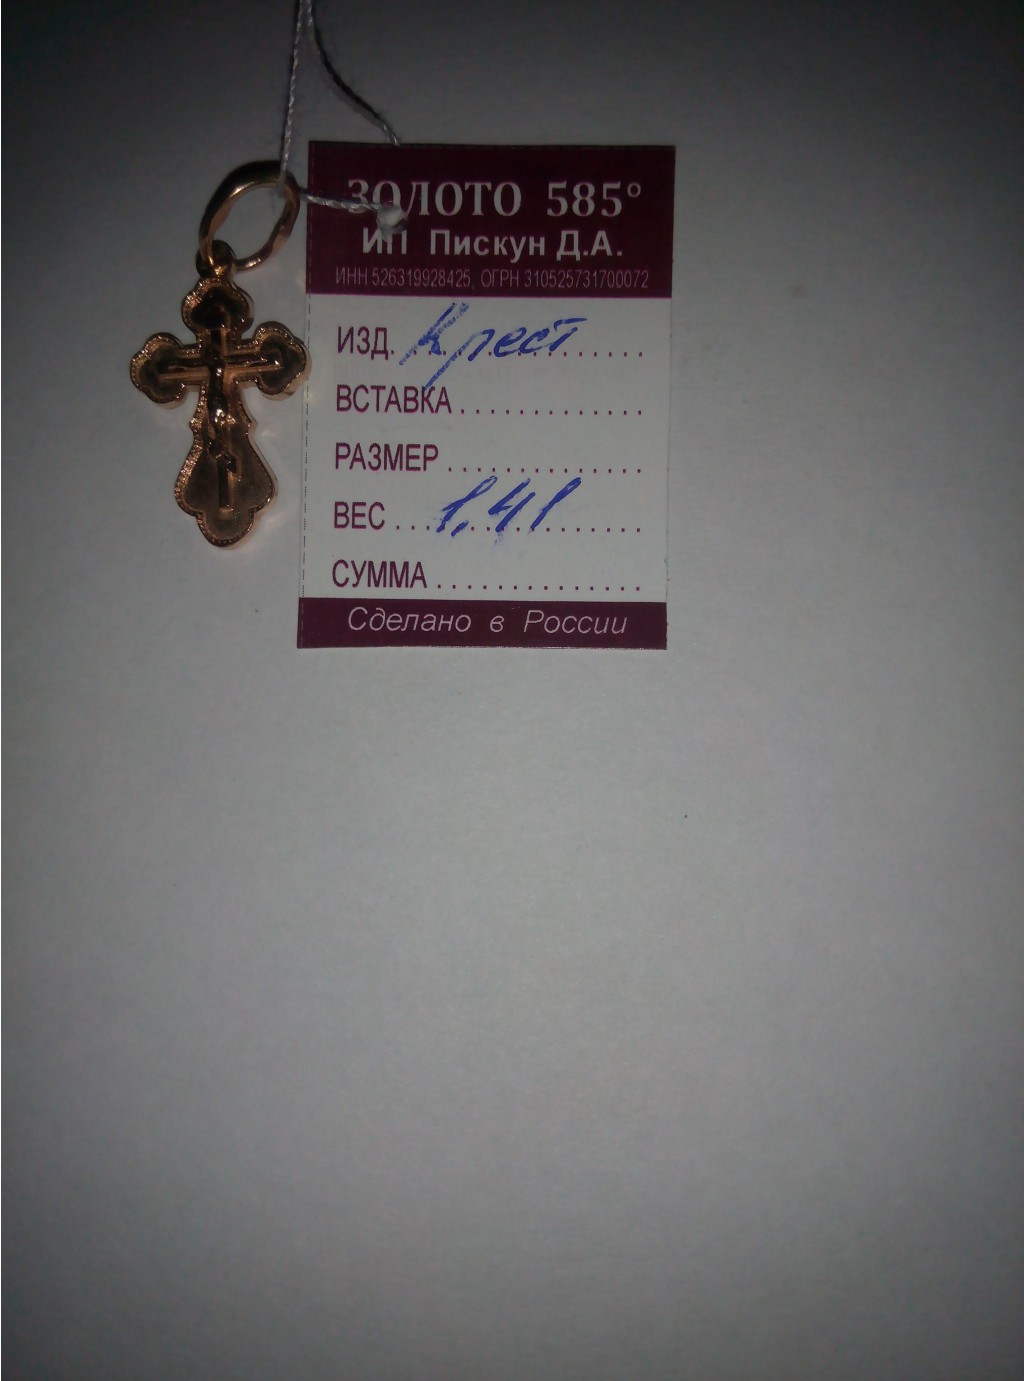 ЗОЛОТО 585°
ИП Пискун Д.А.
ИНН 526319928425, ОГРН 310525731700072
ИЗД. Крест
ВСТАВКА
РАЗМЕР
ВЕС 1,41
СУММА
Сделано в России